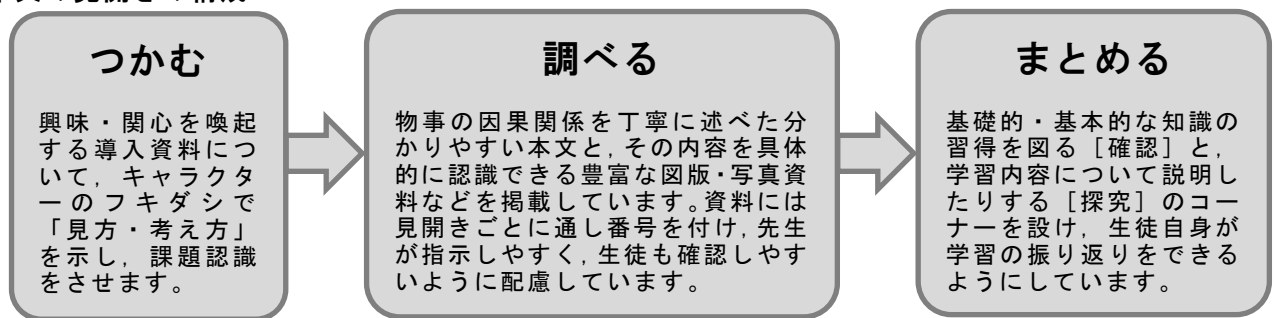 つかむ
興味・関心を喚起
する導入資料につ
いて，キャラクタ
ーのフキダシで
「見方・考え方」
を示し，課題認識
をさせます。
調べる
物事の因果関係を丁寧に述べた分
かりやすい本文と，その内容を具体
的に認識できる豊富な図版・写真資
料などを掲載しています。資料には
見開きごとに通し番号を付け，先生
が指示しやすく，生徒も確認しやす
いように配慮しています。
まとめる
基礎的・基本的な知識の
習得を図る［確認］と，
学習内容について説明し
たりする［探究］のコー
ナーを設け，生徒自身が
学習の振り返りをできる
ようにしています。